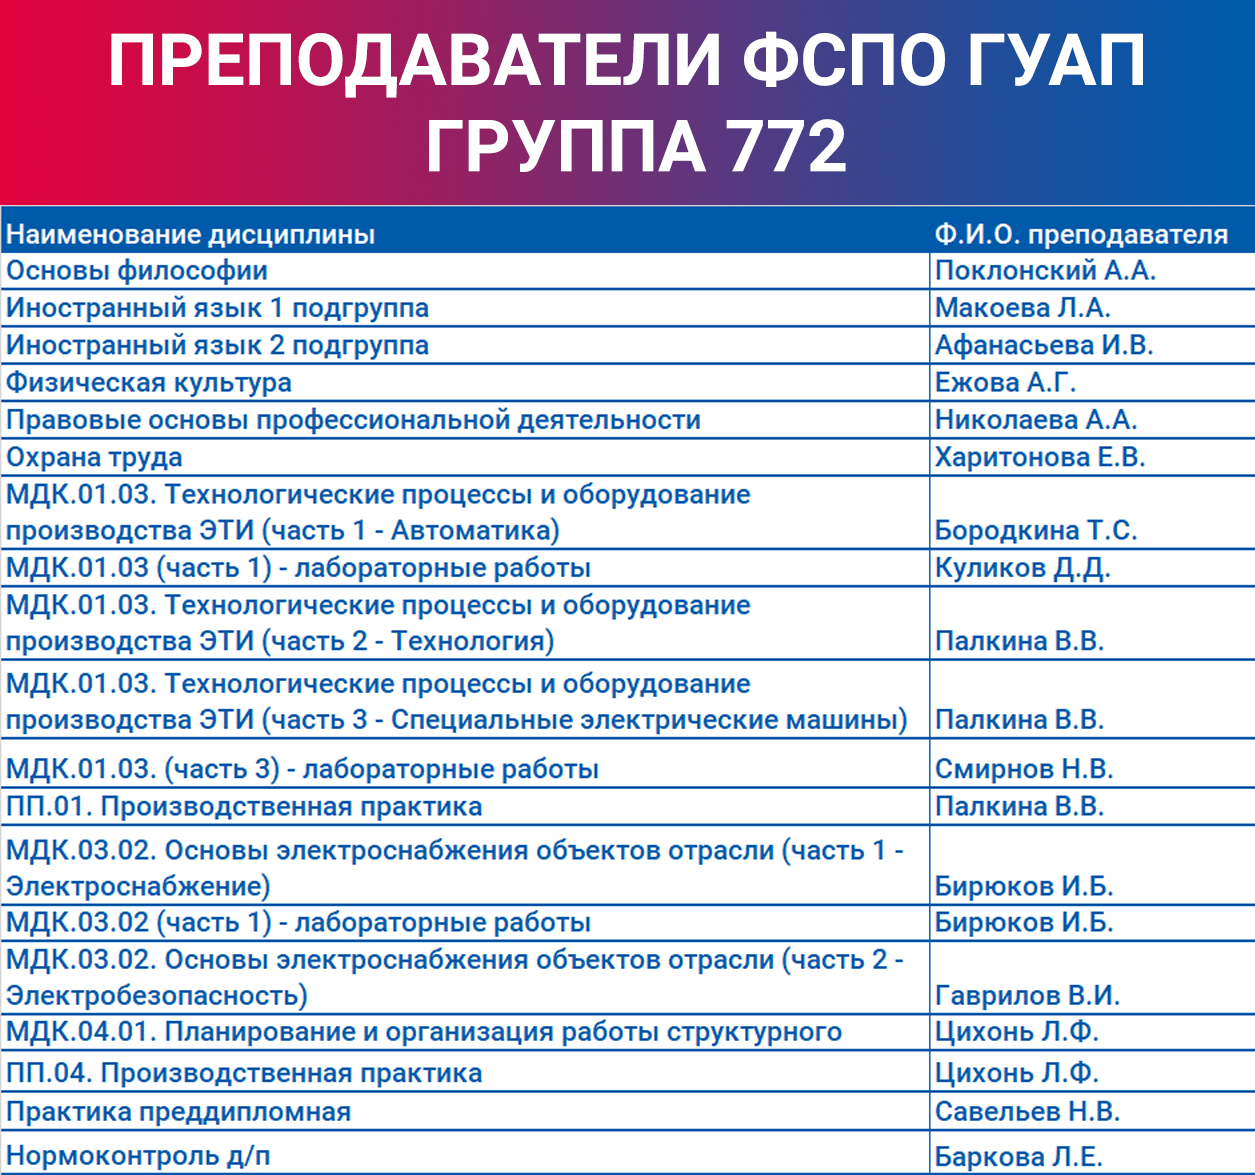 ПРЕПОДАВАТЕЛИ ФСПО ГУАП
ГРУППА 772
Наименование дисциплины Ф.И.О. преподавателя
Основы философии Поклонский А.А.
Иностранный язык 1 подгруппа Макоева Л.А.
Иностранный язык 2 подгруппа Афанасьева И.В.
Физическая культура Ежова А.Г.
Правовые основы профессиональной деятельности Николаева А.А.
Охрана труда Харитонова Е.В.
МДК.01.03. Технологические процессы и оборудование
производства ЭТИ (часть 1 - Автоматика) Бородкина Т.С.
МДК.01.03 (часть 1) - лабораторные работы Куликов Д.Д.
МДК.01.03. Технологические процессы и оборудование
производства ЭТИ (часть 2 - Технология) Палкина В.В.
МДК.01.03. Технологические процессы и оборудование
производства ЭТИ (часть 3 - Специальные электрические машины) Палкина В.В.
МДК.01.03. (часть 3) - лабораторные работы Смирнов Н.В.
ПП.01. Производственная практика Палкина В.В.
МДК.03.02. Основы электроснабжения объектов отрасли (часть 1 -
Электроснабжение) Бирюков И.Б.
МДК.03.02 (часть 1) - лабораторные работы Бирюков И.Б.
МДК.03.02. Основы электроснабжения объектов отрасли (часть 2 -
Электробезопасность) Гаврилов В.И.
МДК.04.01. Планирование и организация работы структурного Цихонь Л.Ф.
ПП.04. Производственная практика Цихонь Л.Ф.
Практика преддипломная Савельев Н.В.
Нормоконтроль д/п Баркова Л.Е.